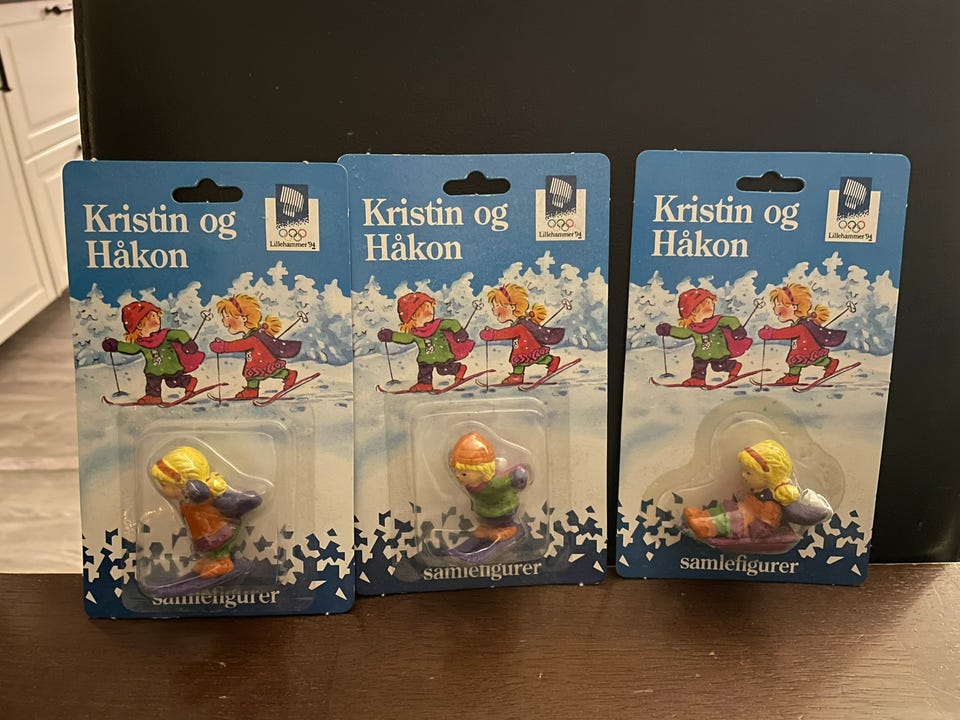 Kristin og
Håkon
Lillehammer '94
samlefigurer
Kristin og
Håkon
Lillehammer '94
samlefigurer
Kristin og
Håkon
Lillehammer '94
samlefigurer